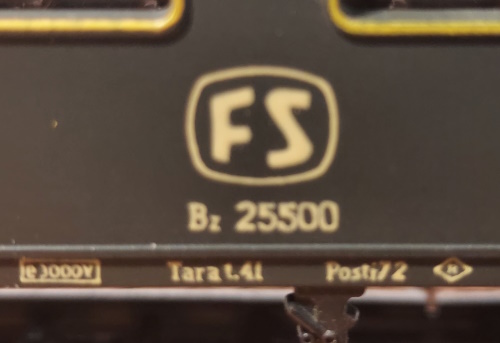 FS
Bz 25500
e 3000V Tara t.41 Posti 72